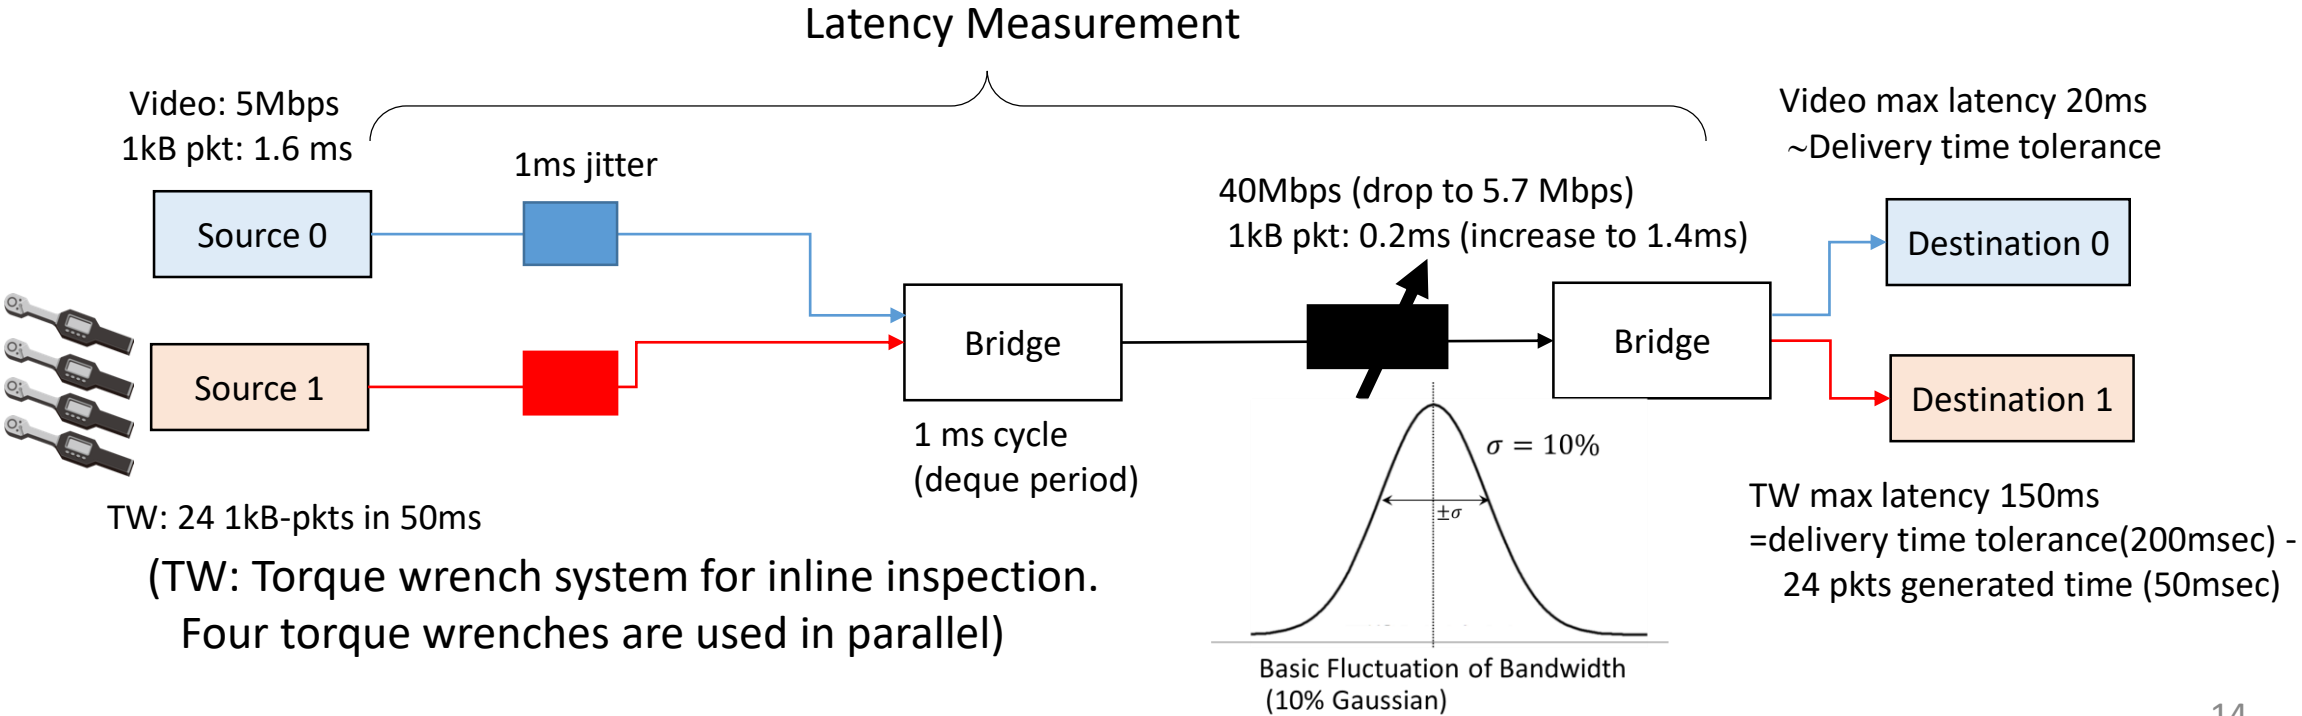 Latency Measurement
Video: 5Mbps
1kB pkt: 1.6 ms
1ms jitter
Source 0
Source 1
TW: 24 1kB-pkts in 50ms
(TW: Torque wrench system for inline inspection.
Four torque wrenches are used in parallel)
Bridge
1 ms cycle
(deque period)
40Mbps (drop to 5.7 Mbps)
1kB pkt: 0.2ms (increase to 1.4ms)
Bridge
σ = 10%
±σ
Basic Fluctuation of Bandwidth
(10% Gaussian)
Video max latency 20ms
~Delivery time tolerance
Destination 0
Destination 1
TW max latency 150ms
=delivery time tolerance(200msec) -
24 pkts generated time (50msec)
14